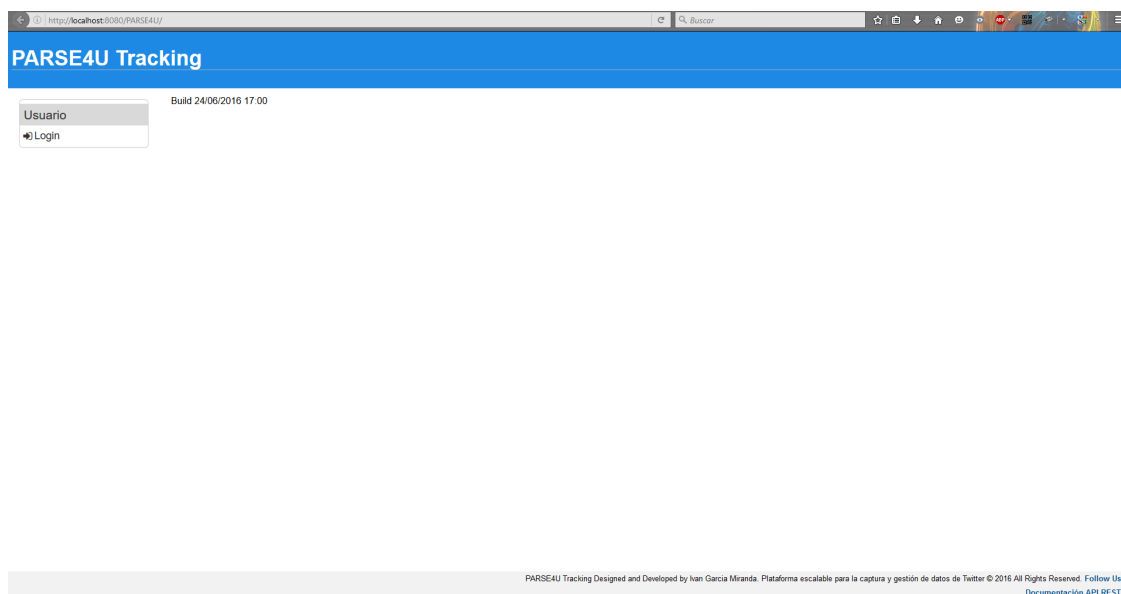 http://localhost:8080/PARSE4U/
Buscar
ABP
PARSE4U Tracking
Usuario
Login
Build 24/06/2016 17:00
PARSE4U Tracking Designed and Developed by Ivan Garcia Miranda. Plataforma escalable para la captura y gestión de datos de Twitter © 2016 All Rights Reserved. Follow Us
Documentación API REST